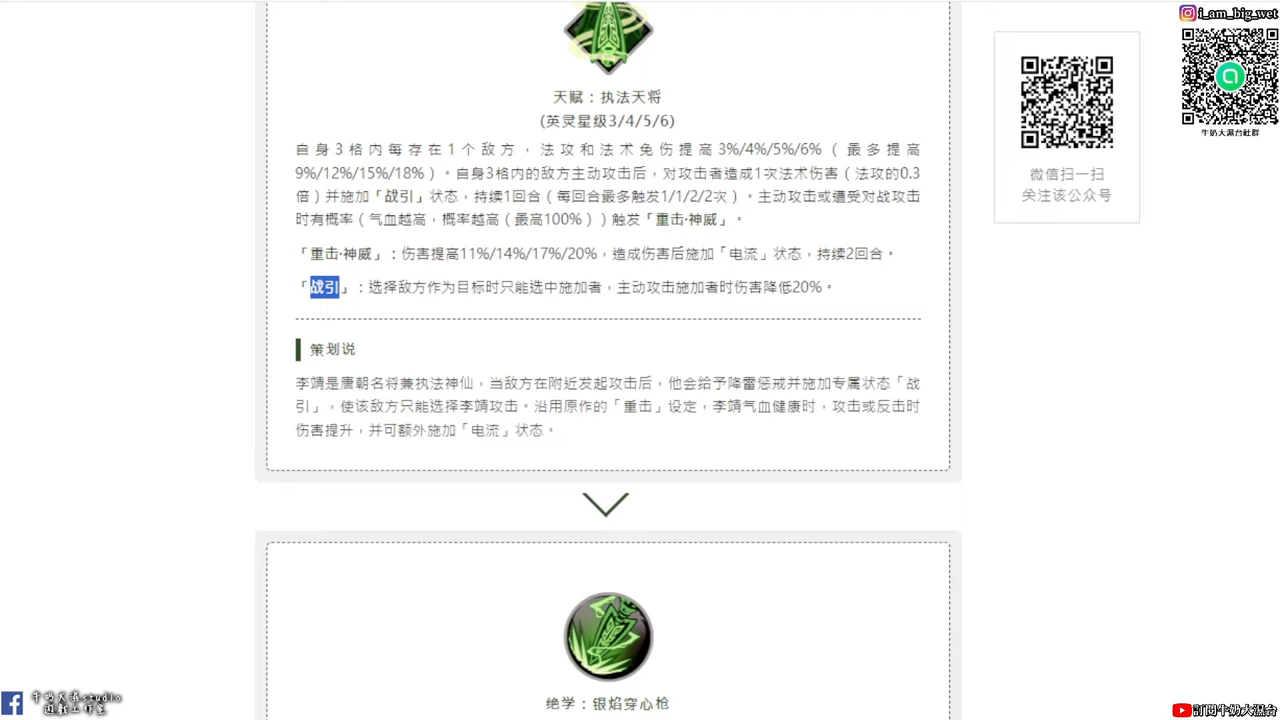 i_am_big_wet
牛奶大濕台社群
天赋：执法天将
(英灵星级3/4/5/6)
自身3格内每存在1个敌方，法攻和法术免伤提高3%/4%/5%/6%（最多提高
9%/12%/15%/18%）。自身3格内的敌方主动攻击后，对攻击者造成1次法术伤害（法攻的0.3
倍）并施加「战引」状态，持续1回合（每回合最多触发1/1/2/2次）。主动攻击或遭受对战攻击
时有概率（气血越高，概率越高（最高100%））触发「重击·神威」。
「重击·神威」：伤害提高11%/14%/17%/20%，造成伤害后施加「电流」状态，持续2回合。
「战引」：选择敌方作为目标时只能选中施加者，主动攻击施加者时伤害降低20%。
策划说
李靖是唐朝名将兼执法神仙，当敌方在附近发起攻击后，他会给予降雷惩戒并施加专属状态「战
引」，使该敌方只能选择李靖攻击。沿用原作的「重击」设定，李靖气血健康时，攻击或反击时
伤害提升，并可额外施加「电流」状态。
绝学：银焰穿心枪
微信扫一扫
关注该公众号
studio
遊戲工作室
訂閱牛奶大濕台